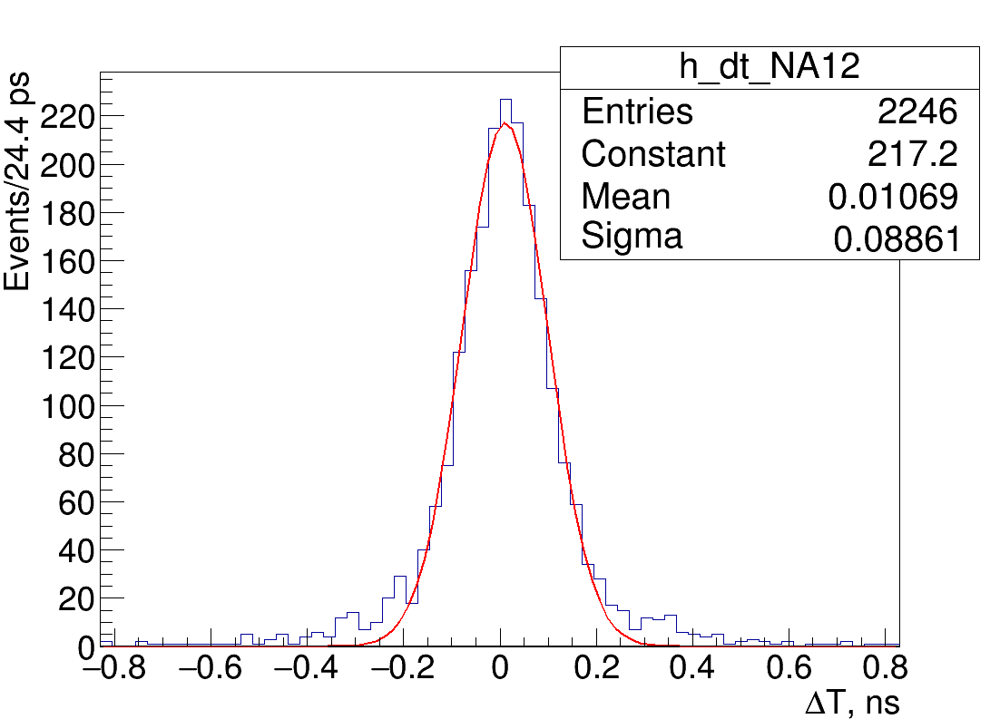 h_dt_NA12
Entries 2246
Constant 217.2
Mean 0.01069
Sigma 0.08861
Events/24.4 ps
220
200
180
160
140
120
100
80
60
40
20
0
−0.8 −0.6 −0.4 −0.2 0 0.2 0.4 0.6 0.8
ΔT, ns